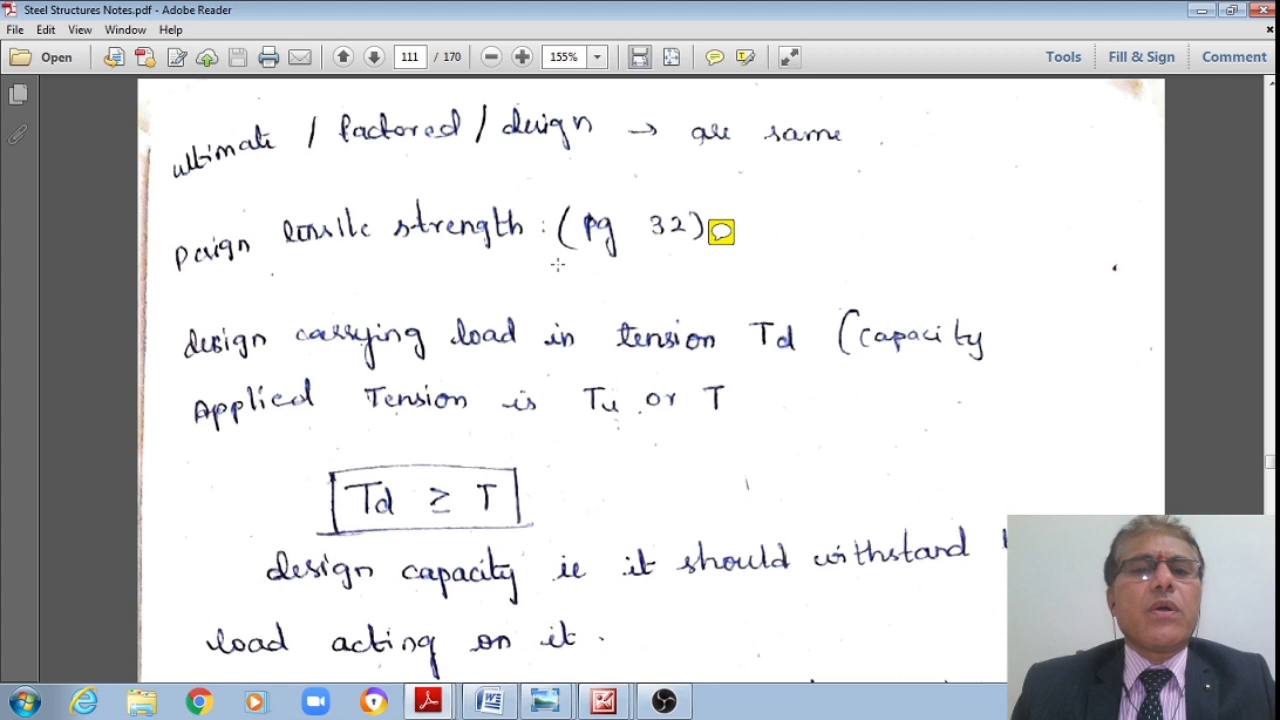 Steel Structures Notes.pdf - Adobe Reader
File Edit View Window Help
Open 111 / 170 155% Tools Fill & Sign Comment
ultimate / factored / design → are same
Design tensile strength : (pg 32)
design carrying load in tension Td (capacity
Applied Tension is Tu or T
Td ≥ T
design capacity ie it should withstand
load acting on it .